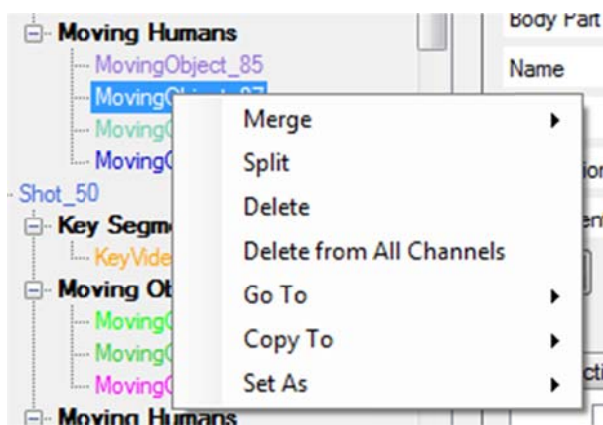 Moving Humans
MovingObject_85
MovingObject_87
Shot_50
Key Segm
KeyVide
Moving Ob
Moving Humans
Merge
Split
Delete
Delete from All Channels
Go To
Copy To
Set As
Body Part
Name